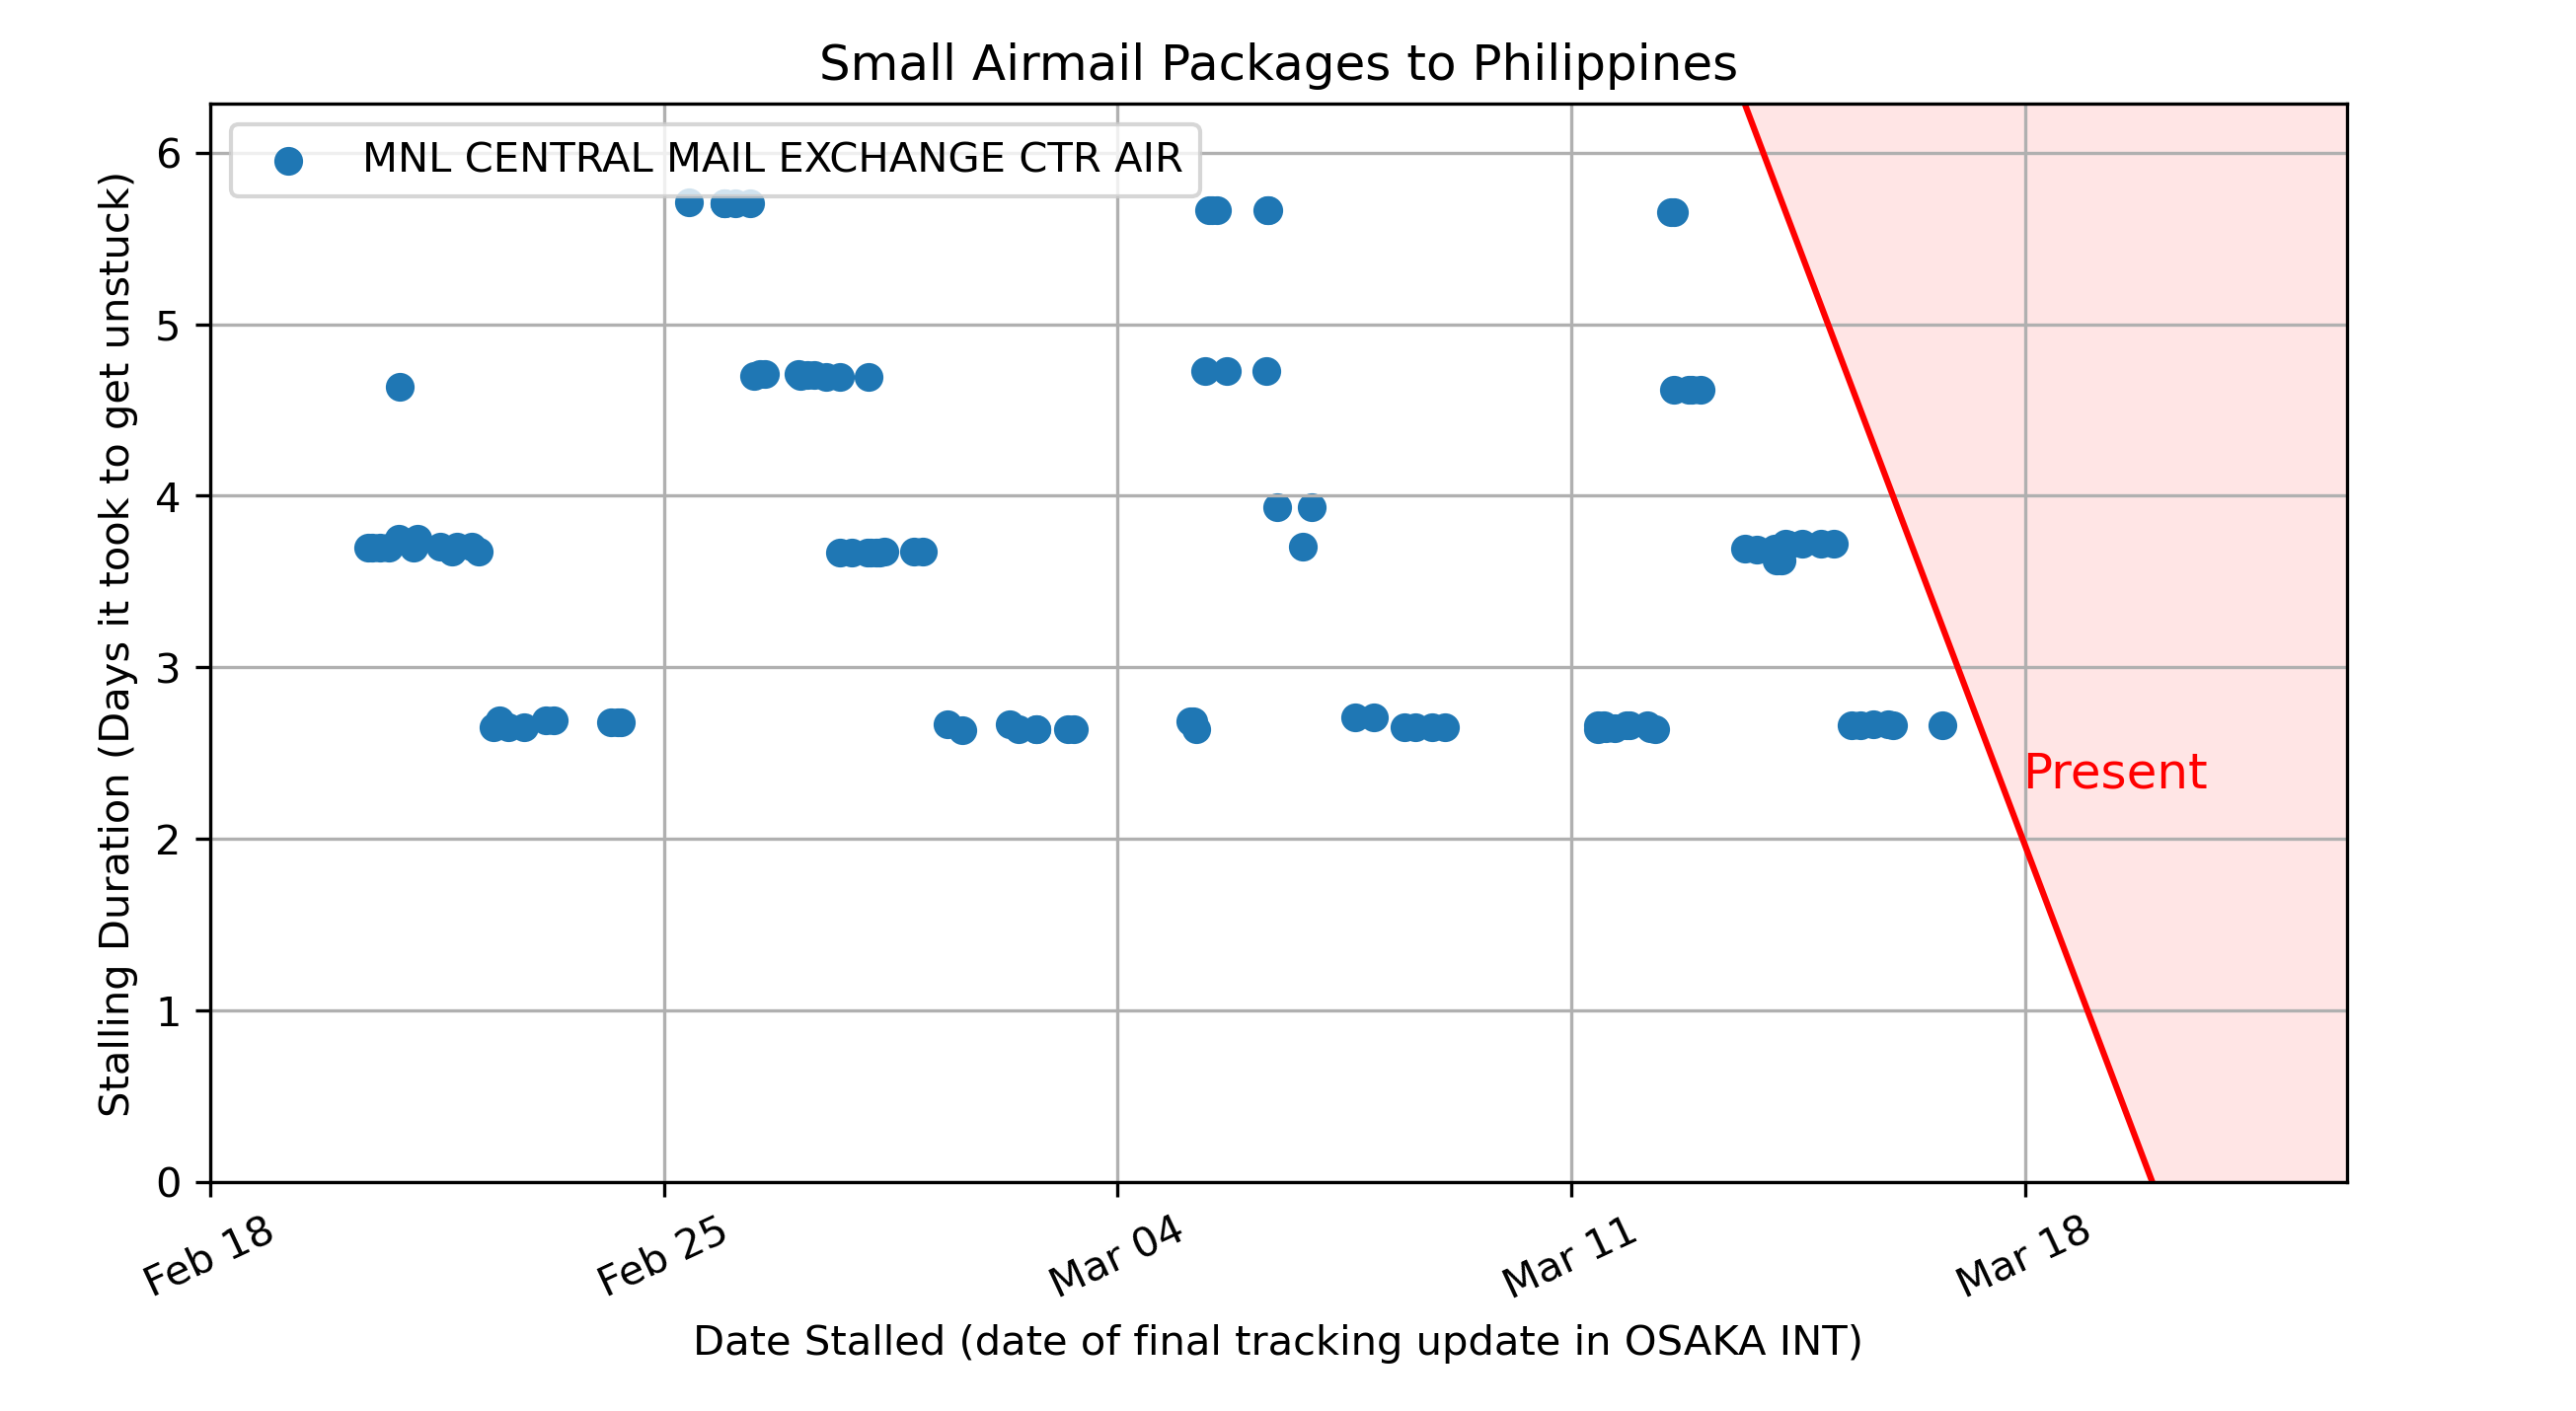 Small Airmail Packages to Philippines
MNL CENTRAL MAIL EXCHANGE CTR AIR
Stalling Duration (Days it took to get unstuck)
6
5
4
3
2
1
0
Present
Feb 18
Feb 25
Mar 04
Mar 11
Mar 18
Date Stalled (date of final tracking update in OSAKA INT)